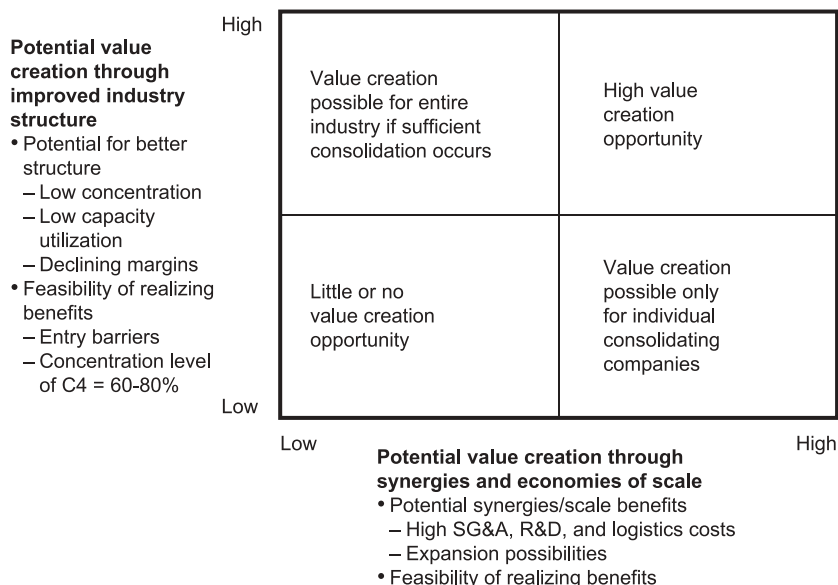 High
Potential value
creation through
improved industry
structure
• Potential for better
structure
– Low concentration
– Low capacity
utilization
– Declining margins
• Feasibility of realizing
benefits
– Entry barriers
– Concentration level
of C4 = 60-80%
Low
Value creation
possible for entire
industry if sufficient
consolidation occurs
High value
creation
opportunity
Little or no
value creation
opportunity
Value creation
possible only
for individual
consolidating
companies
Low
High
Potential value creation through
synergies and economies of scale
• Potential synergies/scale benefits
– High SG&A, R&D, and logistics costs
– Expansion possibilities
• Feasibility of realizing benefits